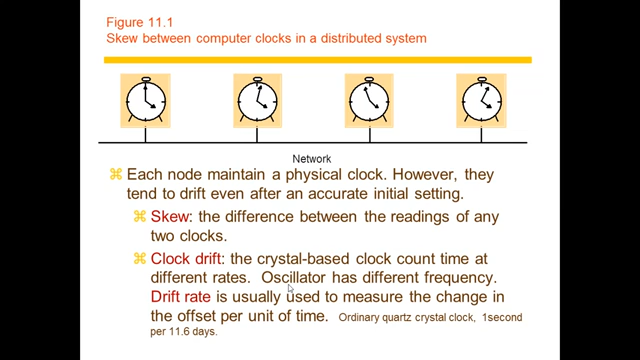 Figure 11.1
Skew between computer clocks in a distributed system
Network
⌘ Each node maintain a physical clock. However, they
tend to drift even after an accurate initial setting.
⌘ Skew: the difference between the readings of any
two clocks.
⌘ Clock drift: the crystal-based clock count time at
different rates. Oscillator has different frequency.
Drift rate is usually used to measure the change in
the offset per unit of time. Ordinary quartz crystal clock, 1second
per 11.6 days.